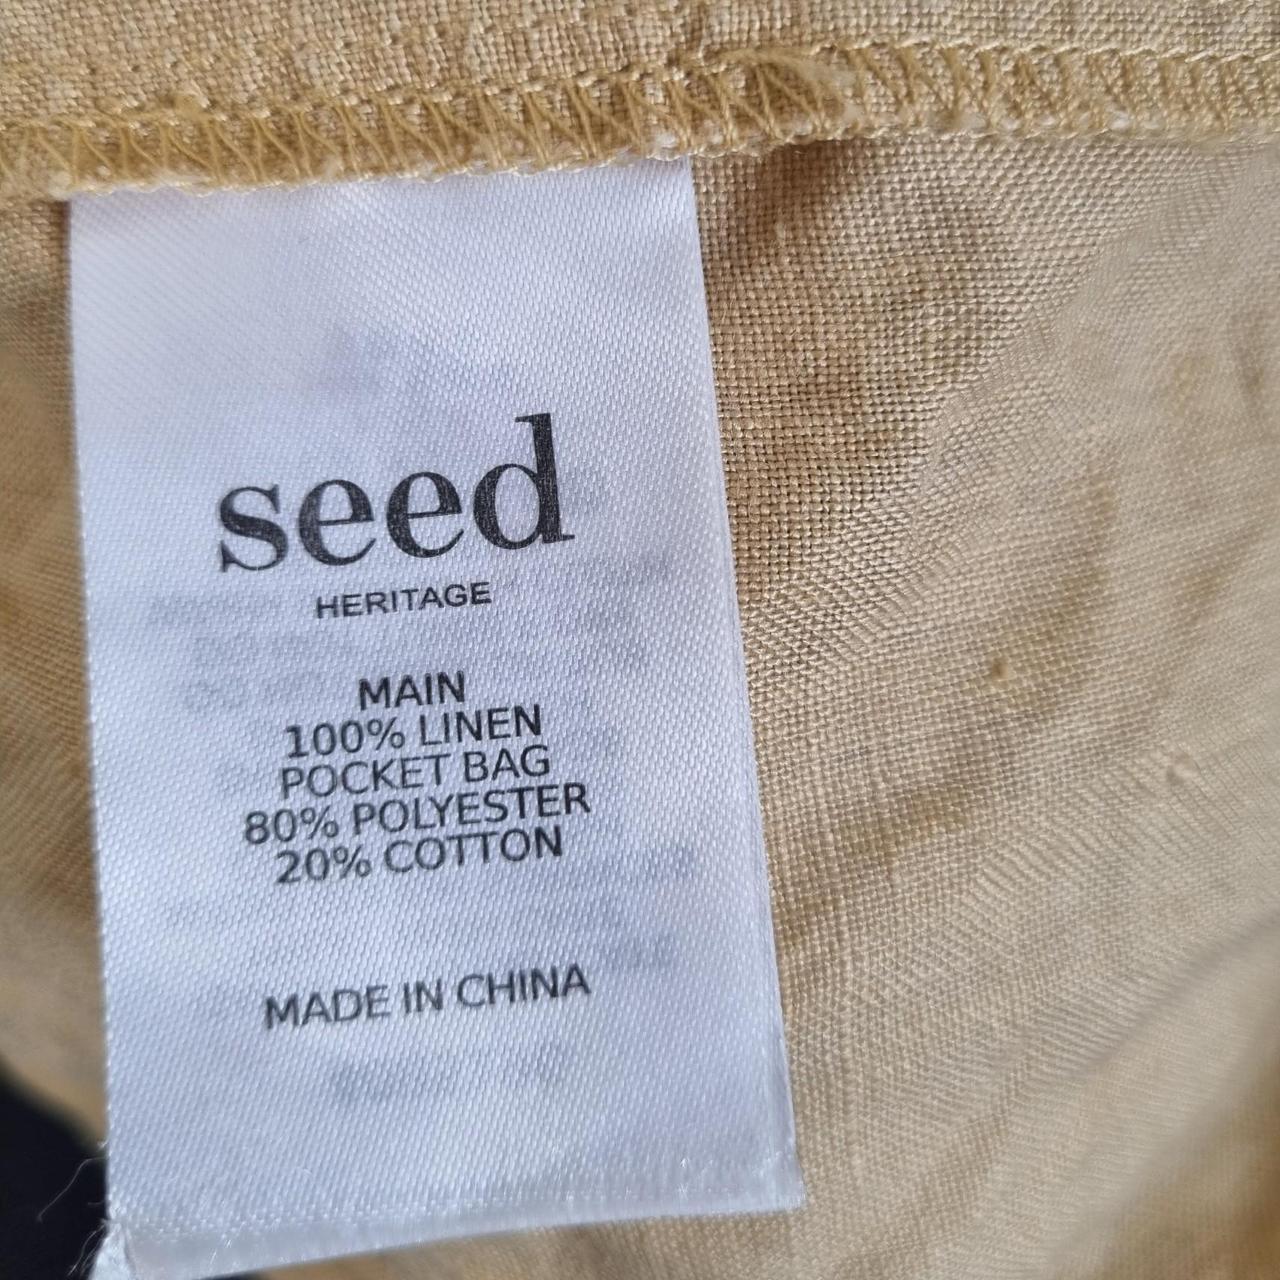 seed
HERITAGE
MAIN
100% LINEN
POCKET BAG
80% POLYESTER
20% COTTON
MADE IN CHINA